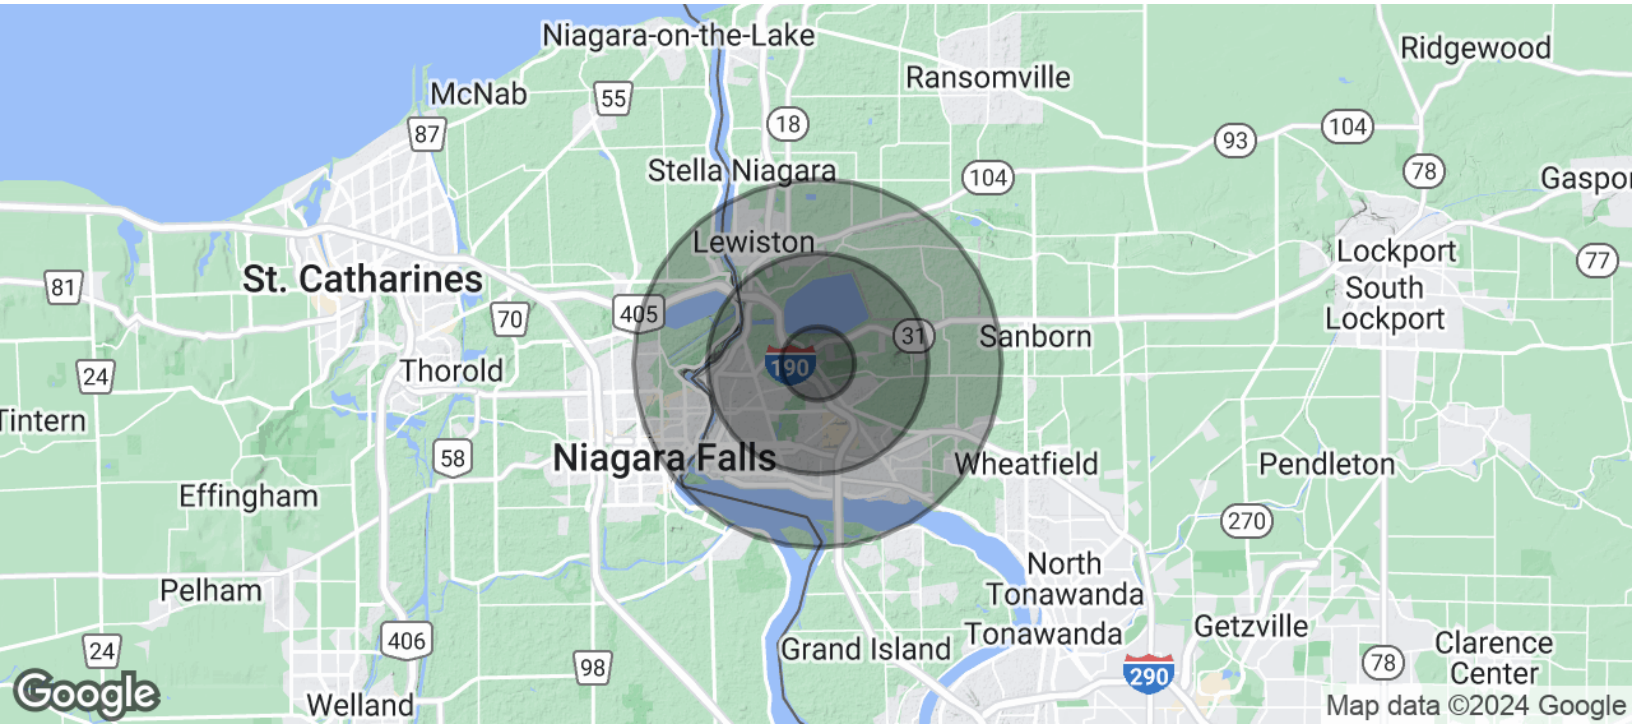 Niagara-on-the-Lake
Ridgewood
Ransomville
McNab
55
18
87
104
93
Stella Niagara
104
78
Gaspor
Lewiston
Lockport
77
St. Catharines
81
South
Lockport
405
70
31
Sanborn
190
Thorold
24
Tintern
58
Niagara Falls
Wheatfield
Pendleton
Effingham
270
North
Tonawanda
Pelham
Getzville
Tonawanda
406
Grand Island
Clarence
Center
24
98
78
290
Google
Welland
Map data ©2024 Google